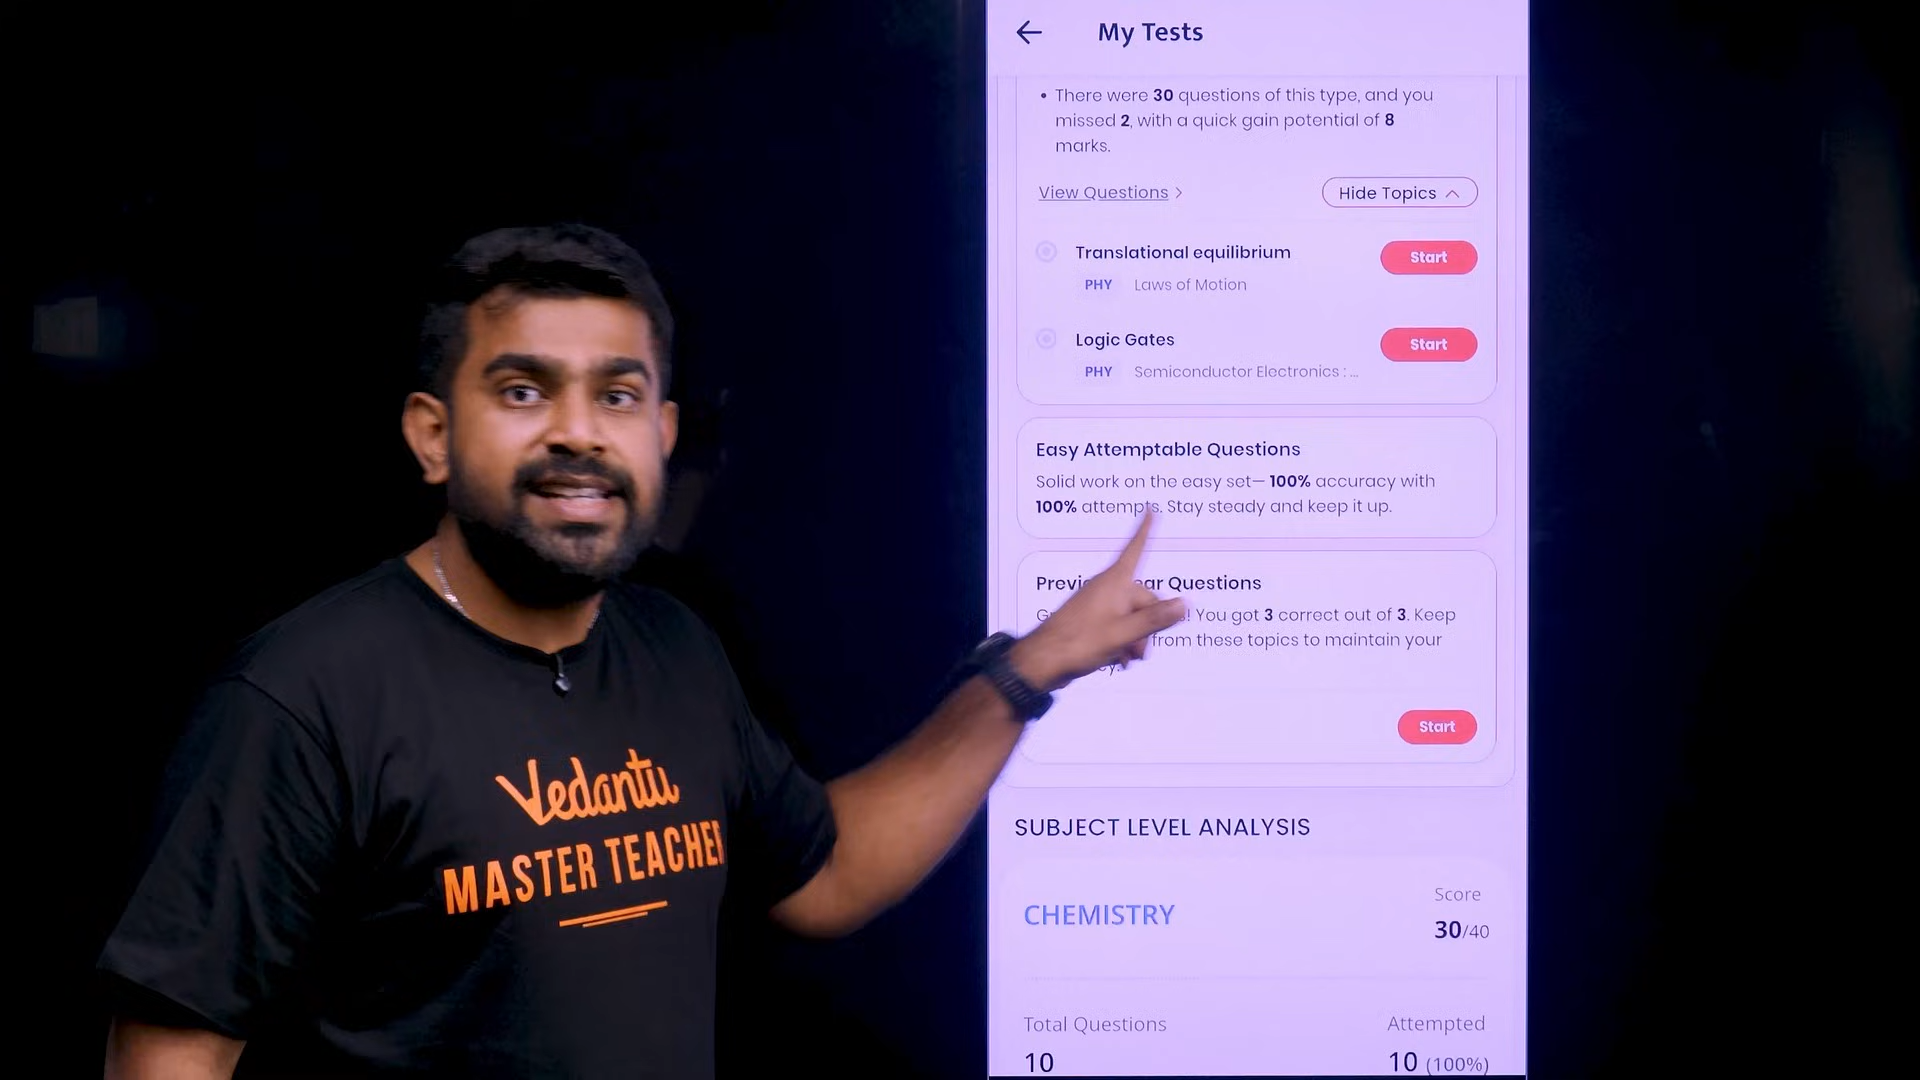 My Tests
• There were 30 questions of this type, and you
missed 2, with a quick gain potential of 8
marks.
View Questions >
Hide Topics
Translational equilibrium
Start
PHY Laws of Motion
Logic Gates
Start
PHY Semiconductor Electronics : ...
Easy Attemptable Questions
Solid work on the easy set— 100% accuracy with
100% attempts. Stay steady and keep it up.
Questions
You got 3 correct out of 3. Keep
from these topics to maintain your
Start
SUBJECT LEVEL ANALYSIS
CHEMISTRY
Score
30/40
Total Questions
Attempted
10
10 (100%)
Vedantu
MASTER TEACHER